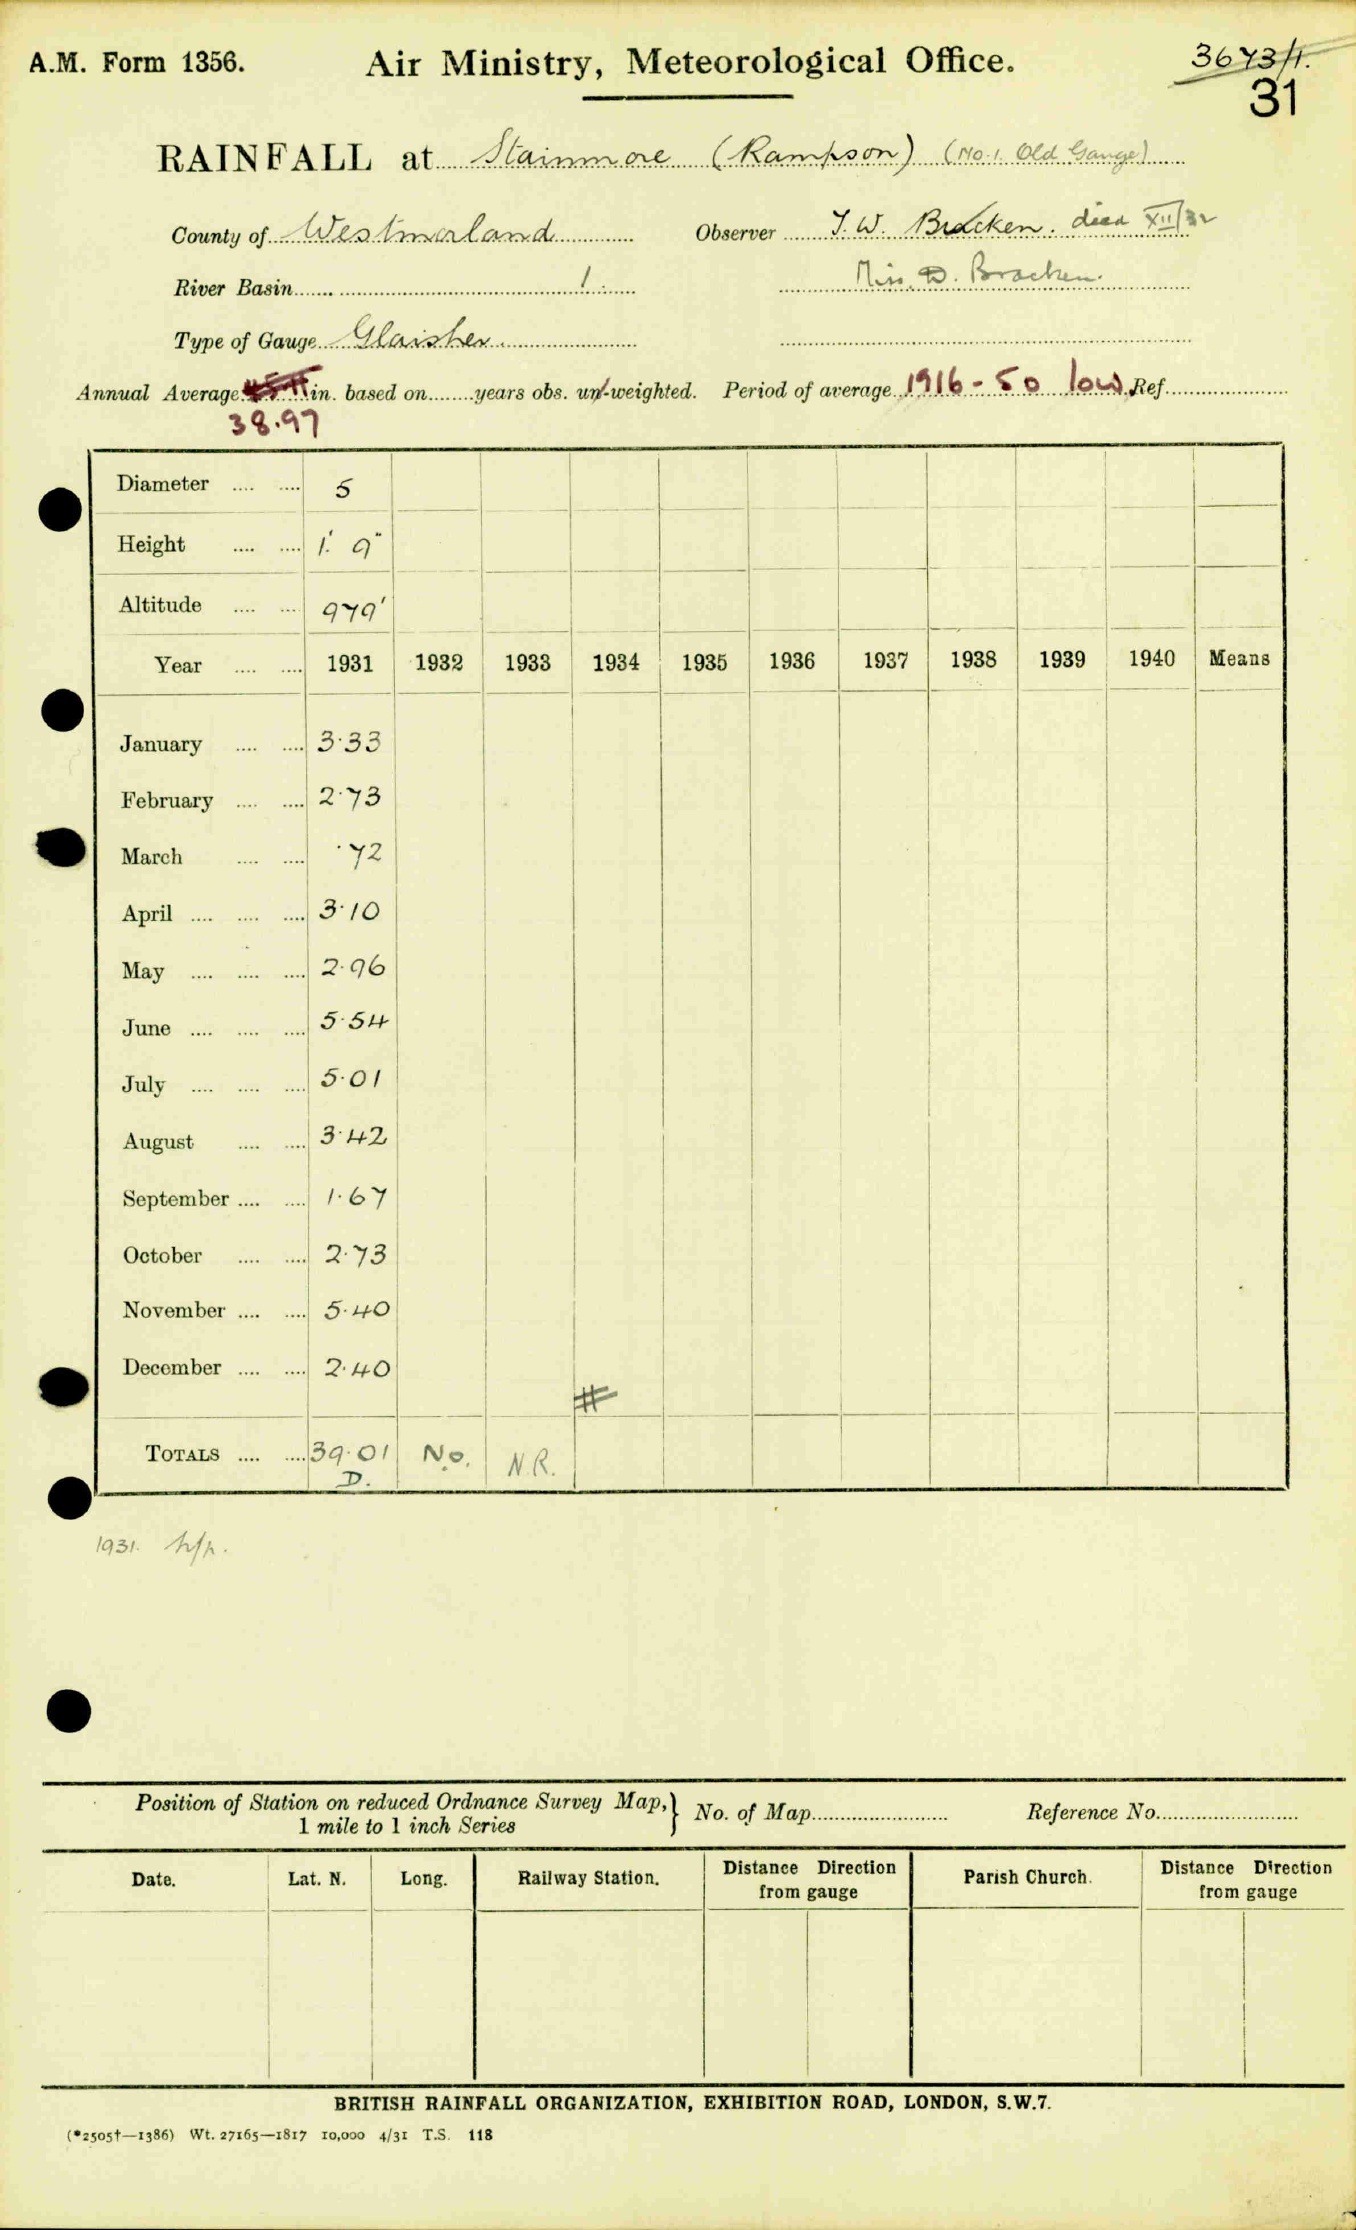 A.M. Form 1356. Air Ministry, Meteorological Office. 3673/1.
31
RAINFALL at Stainmore (Rampson) (No. 1. Old Gauge)
County of Westmorland Observer T. W. Bracken. died XII/32
River Basin 1. Miss D. Bracken.
Type of Gauge Glaisher.
Annual Average in. based on years obs. un/-weighted. Period of average 1916-50 low Ref.
38.97
Diameter .... .... 5
Height .... .... 1' 9"
Altitude .... .... 979'
Year .... .... 1931 1932 1933 1934 1935 1936 1937 1938 1939 1940 Means
January .... .... 3·33
February .... .... 2·73
March .... .... ·72
April .... .... .... 3·10
May .... .... .... 2·96
June .... .... .... 5·54
July .... .... .... 5·01
August .... .... 3·42
September .... .... 1·67
October .... .... 2·73
November .... .... 5·40
December .... .... 2·40
#
TOTALS .... .... 39·01 No. N.R.
D.
1931.
Position of Station on reduced Ordnance Survey Map,} No. of Map Reference No.
1 mile to 1 inch Series
Date. Lat. N. Long. Railway Station. Distance Direction from gauge Parish Church. Distance Direction from gauge
BRITISH RAINFALL ORGANIZATION, EXHIBITION ROAD, LONDON, S.W.7.
(*2505†—1386) Wt. 27165—1817 10,000 4/31 T.S. 118